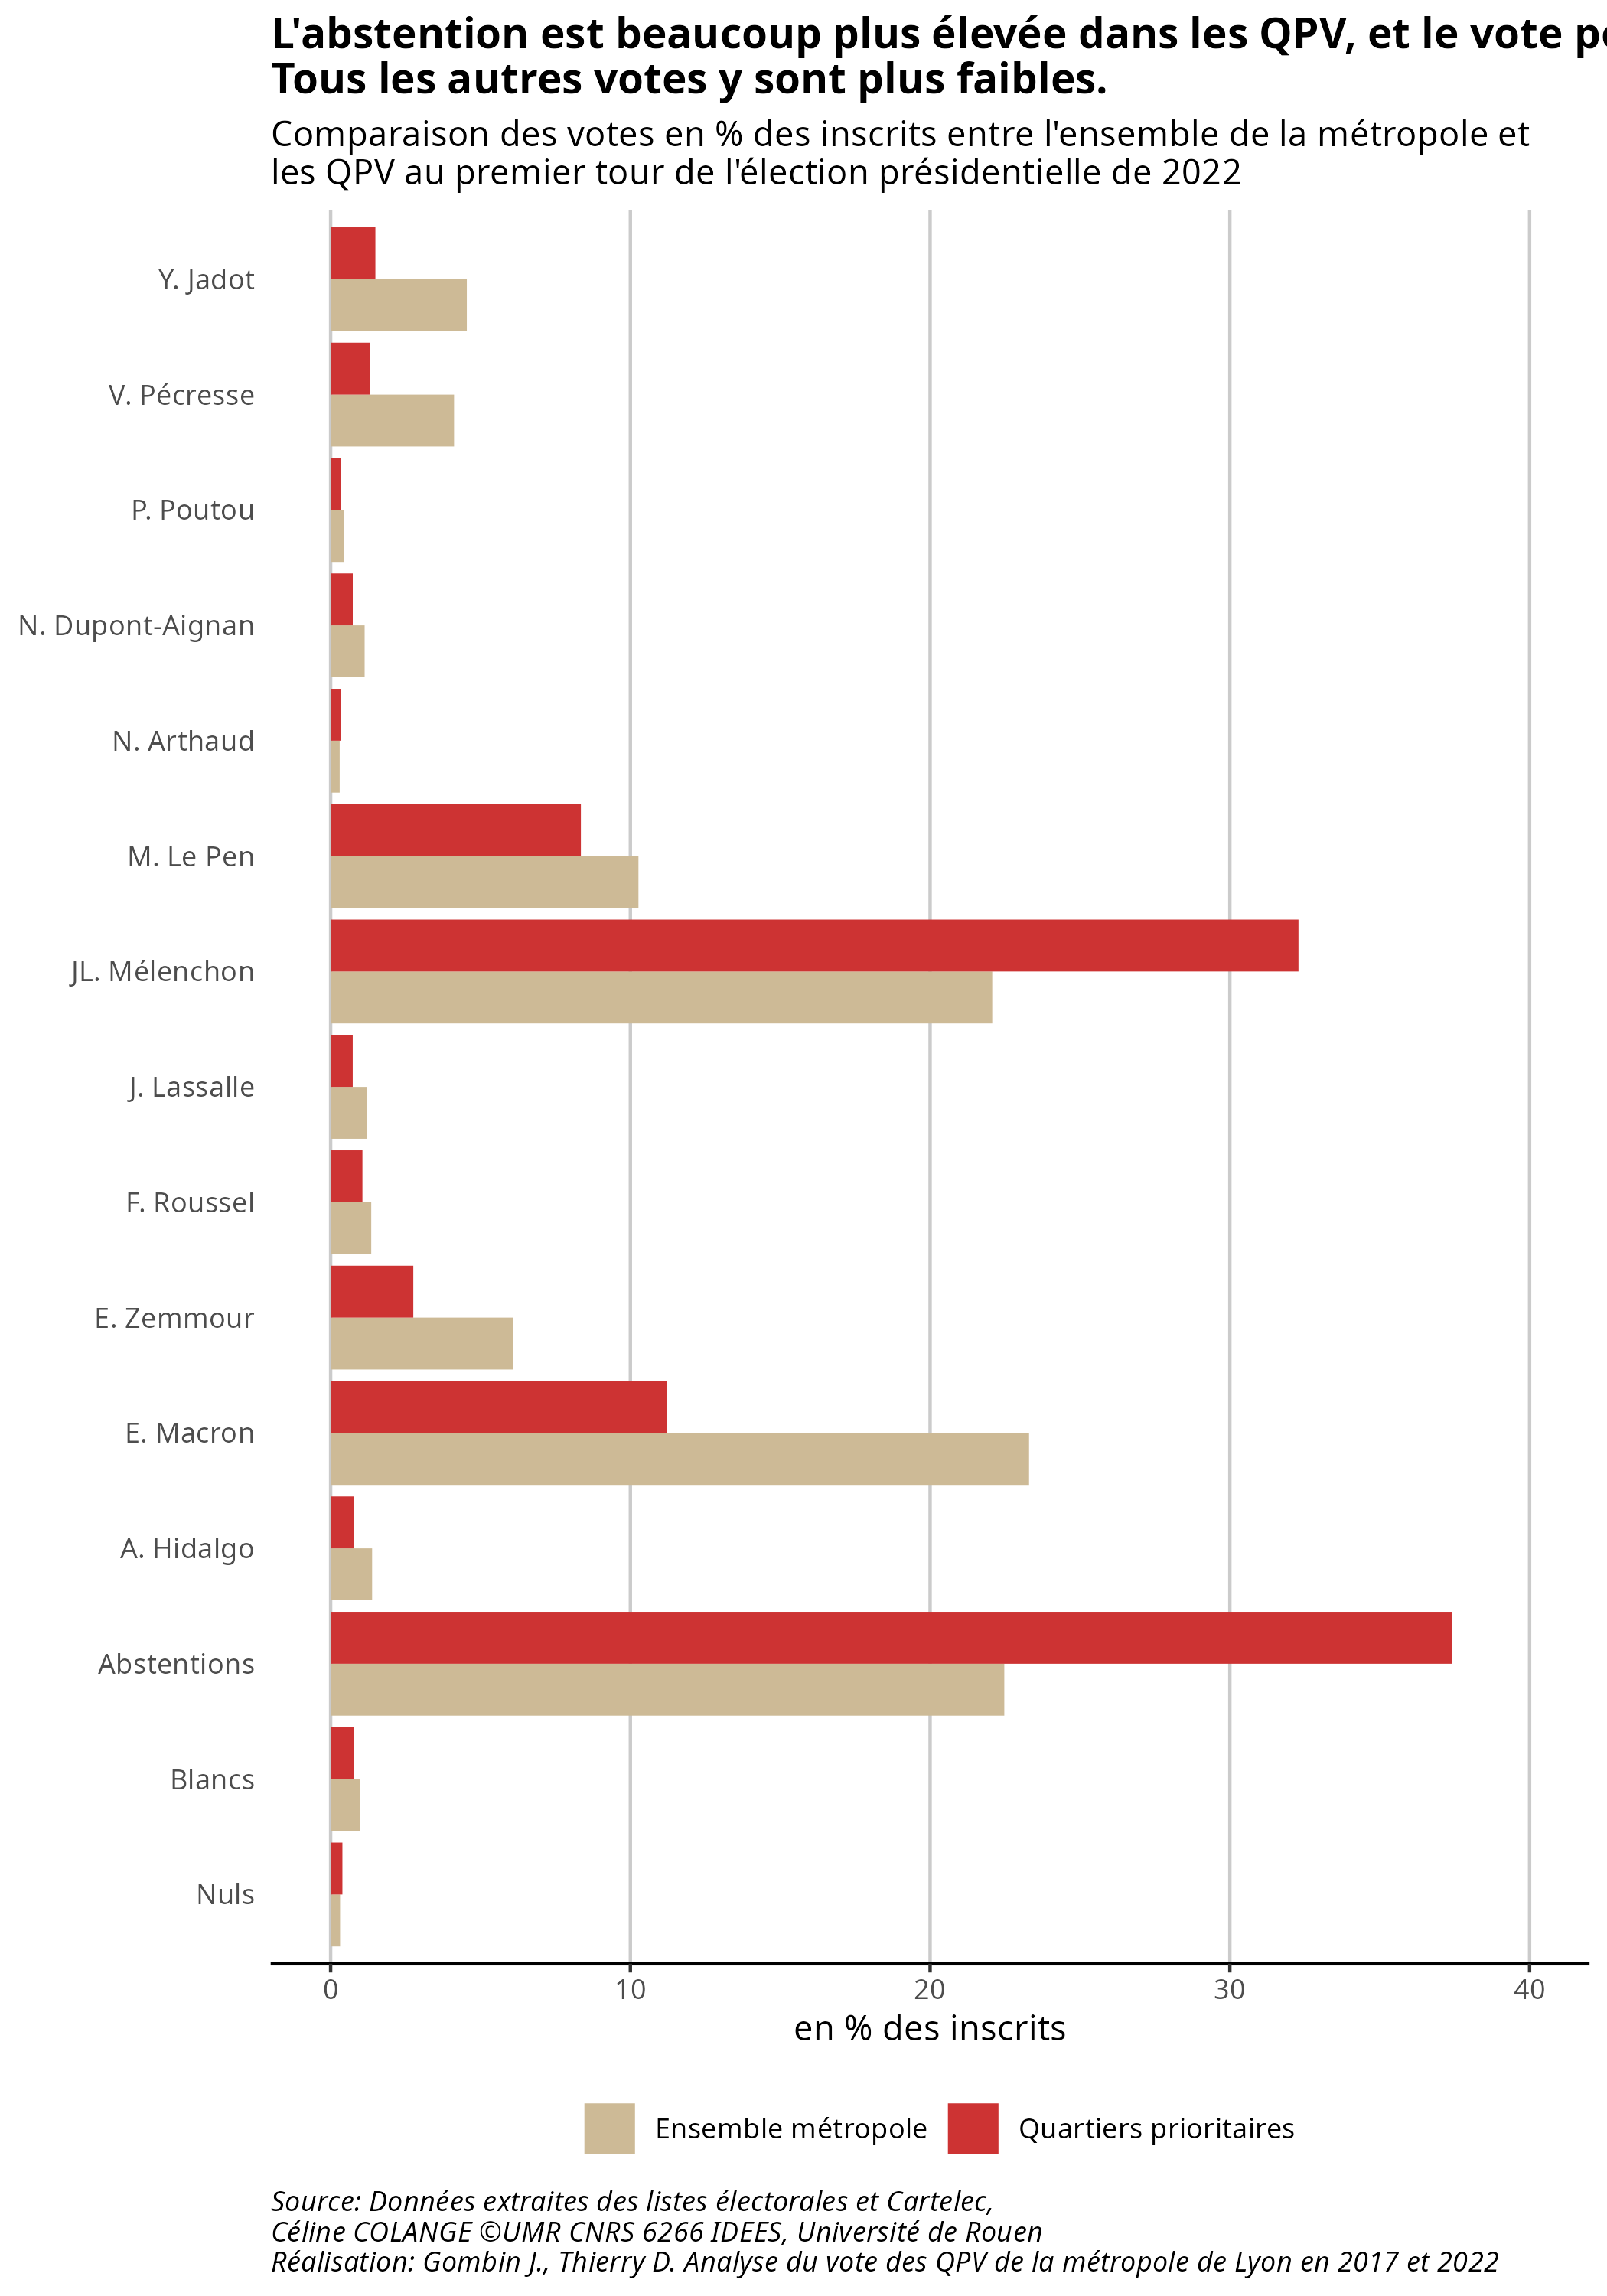 L'abstention est beaucoup plus élevée dans les QPV, et le vote
Tous les autres votes y sont plus faibles.
Comparaison des votes en % des inscrits entre l'ensemble de la métropole et
les QPV au premier tour de l'élection présidentielle de 2022
Y. Jadot
V. Pécresse
P. Poutou
N. Dupont-Aignan
N. Arthaud
M. Le Pen
JL. Mélenchon
J. Lassalle
F. Roussel
E. Zemmour
E. Macron
A. Hidalgo
Abstentions
Blancs
Nuls
0 10 20 30 40
en % des inscrits
Ensemble métropole Quartiers prioritaires
Source: Données extraites des listes électorales et Cartelec,
Céline COLANGE ©UMR CNRS 6266 IDEES, Université de Rouen
Réalisation: Gombin J., Thierry D. Analyse du vote des QPV de la métropole de Lyon en 2017 et 2022